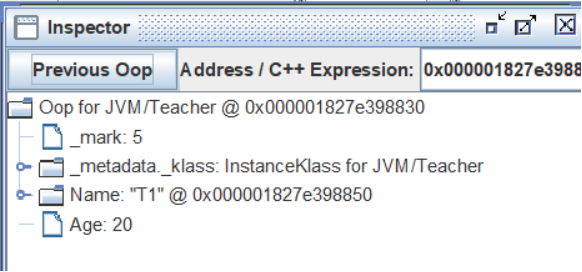 Inspector
Previous Oop Address / C++ Expression: 0x000001827e3988
Oop for JVM/Teacher @ 0x000001827e398830
_mark: 5
_metadata._klass: InstanceKlass for JVM/Teacher
Name: "T1" @ 0x000001827e398850
Age: 20